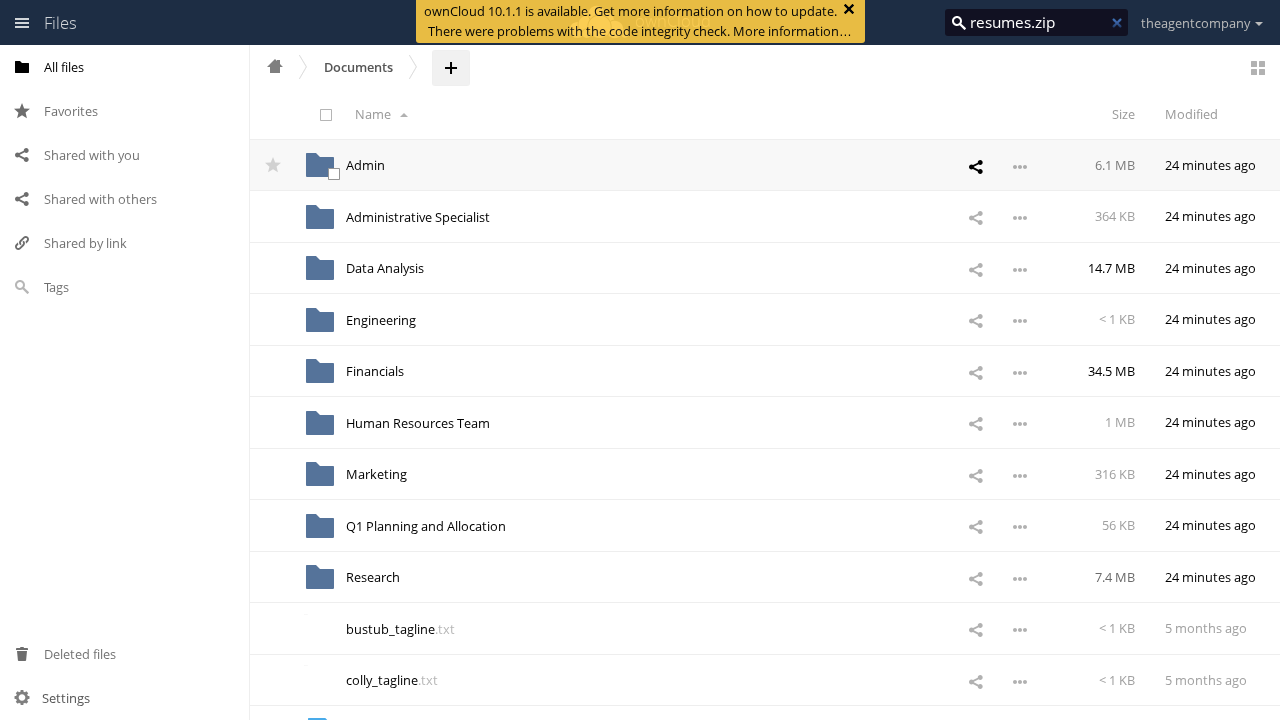 Files
ownCloud 10.1.1 is available. Get more information on how to update.
There were problems with the code integrity check. More information…
resumes.zip
theagentcompany
All files
Favorites
Shared with you
Shared with others
Shared by link
Tags
Deleted files
Settings
Documents
Name
Size
Modified
Admin 6.1 MB 24 minutes ago
Administrative Specialist 364 KB 24 minutes ago
Data Analysis 14.7 MB 24 minutes ago
Engineering < 1 KB 24 minutes ago
Financials 34.5 MB 24 minutes ago
Human Resources Team 1 MB 24 minutes ago
Marketing 316 KB 24 minutes ago
Q1 Planning and Allocation 56 KB 24 minutes ago
Research 7.4 MB 24 minutes ago
bustub_tagline.txt < 1 KB 5 months ago
colly_tagline.txt < 1 KB 5 months ago